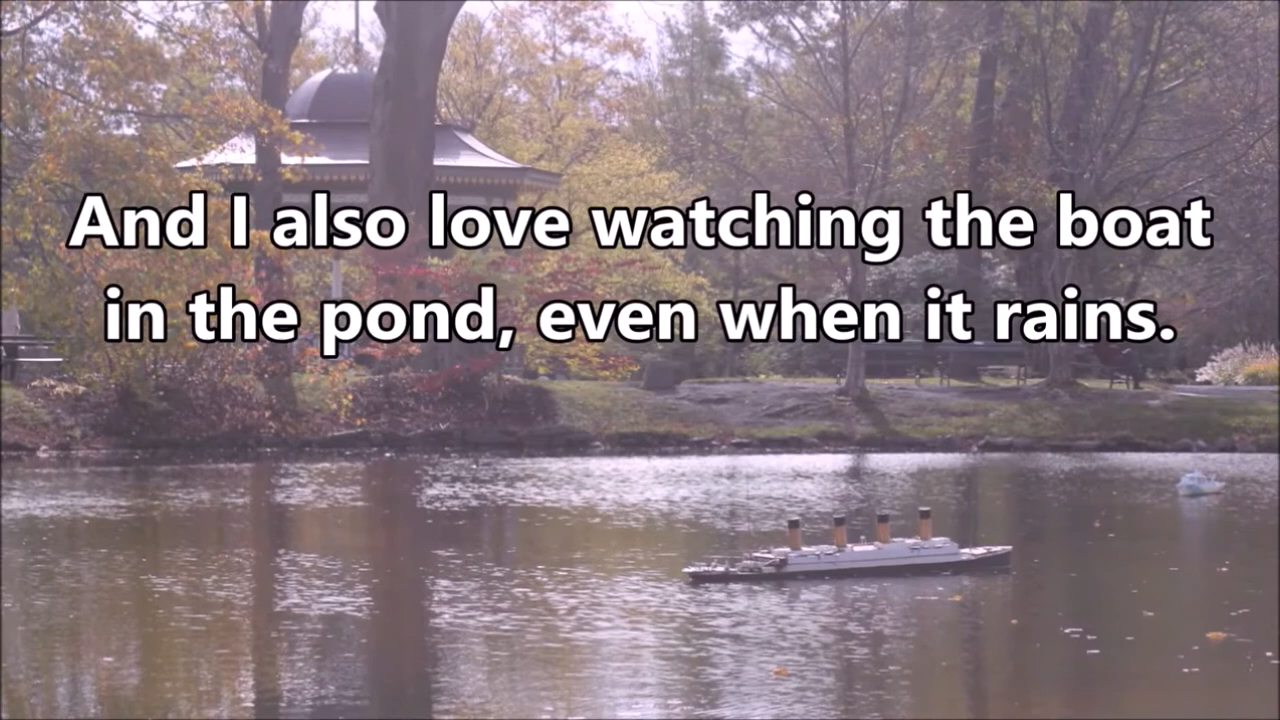 And I also love watching the boat
in the pond, even when it rains.